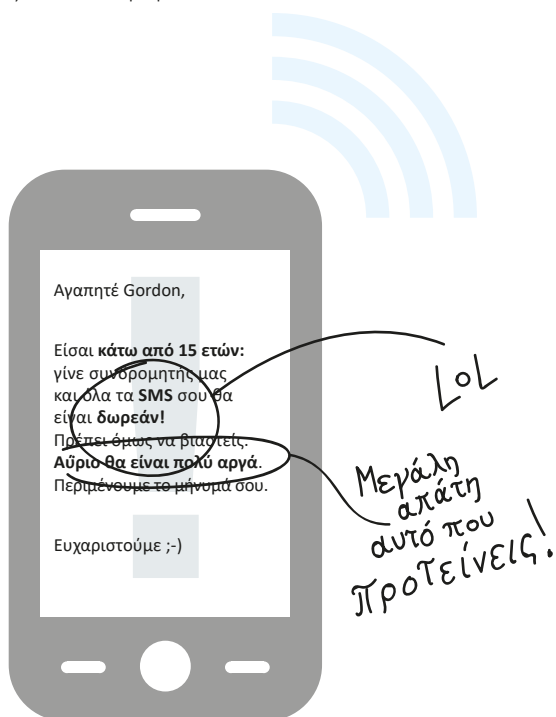 Αγαπητέ Gordon,
Είσαι κάτω από 15 ετών:
γίνε συνδρομητής μας
και όλα τα SMS σου θα
είναι δωρεάν!
Πρέπει όμως να βιαστείς.
Αύριο θα είναι πολύ αργά.
Περιμένουμε το μήνυμά σου.
Ευχαριστούμε ;-)
LOL
Μεγάλη
απάτη
αυτό που
προτείνεις!